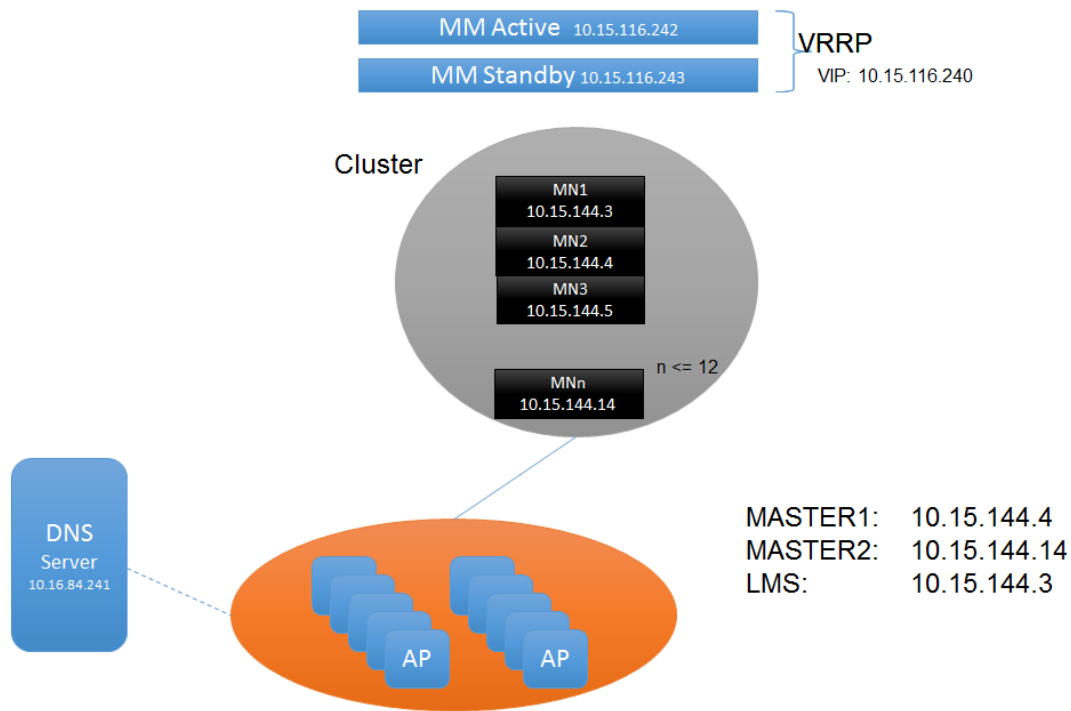 MM Active 10.15.116.242
MM Standby 10.15.116.243
VRRP
VIP: 10.15.116.240
Cluster
MN1
10.15.144.3
MN2
10.15.144.4
MN3
10.15.144.5
n <= 12
MNn
10.15.144.14
DNS
Server
10.16.84.241
AP
AP
MASTER1: 10.15.144.4
MASTER2: 10.15.144.14
LMS: 10.15.144.3